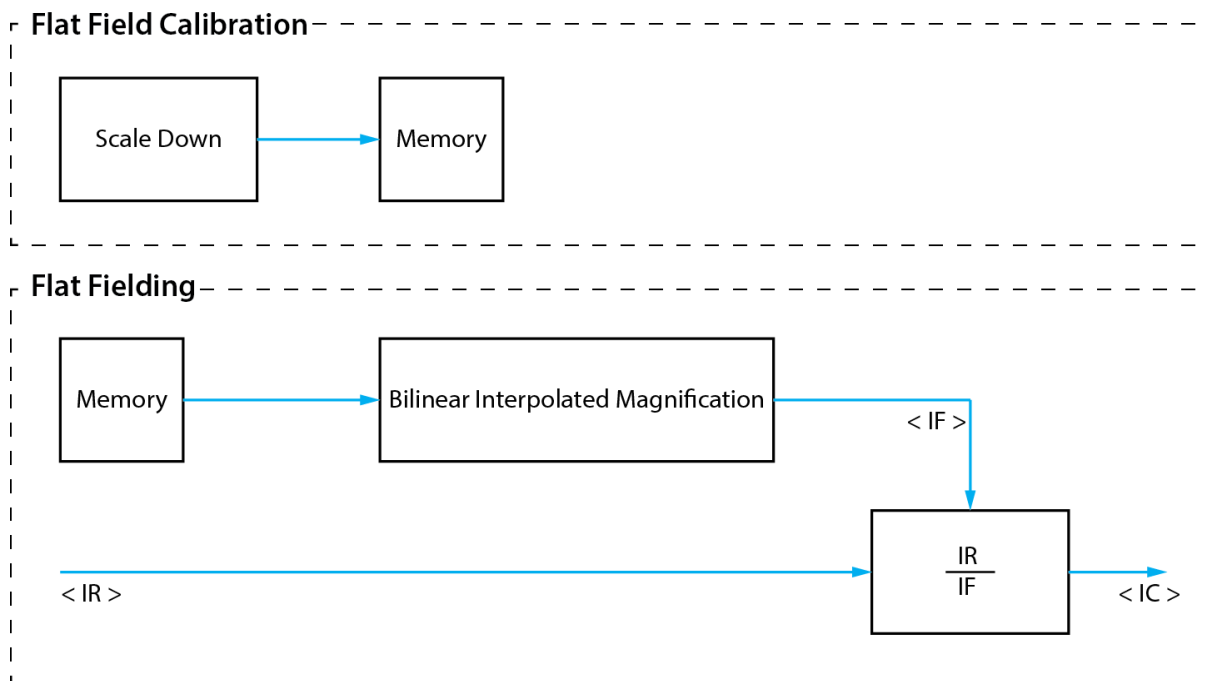 Flat Field Calibration
Scale Down
Memory
Flat Fielding
Memory
Bilinear Interpolated Magnification
< IF >
IR
IF
< IR >
< IC >